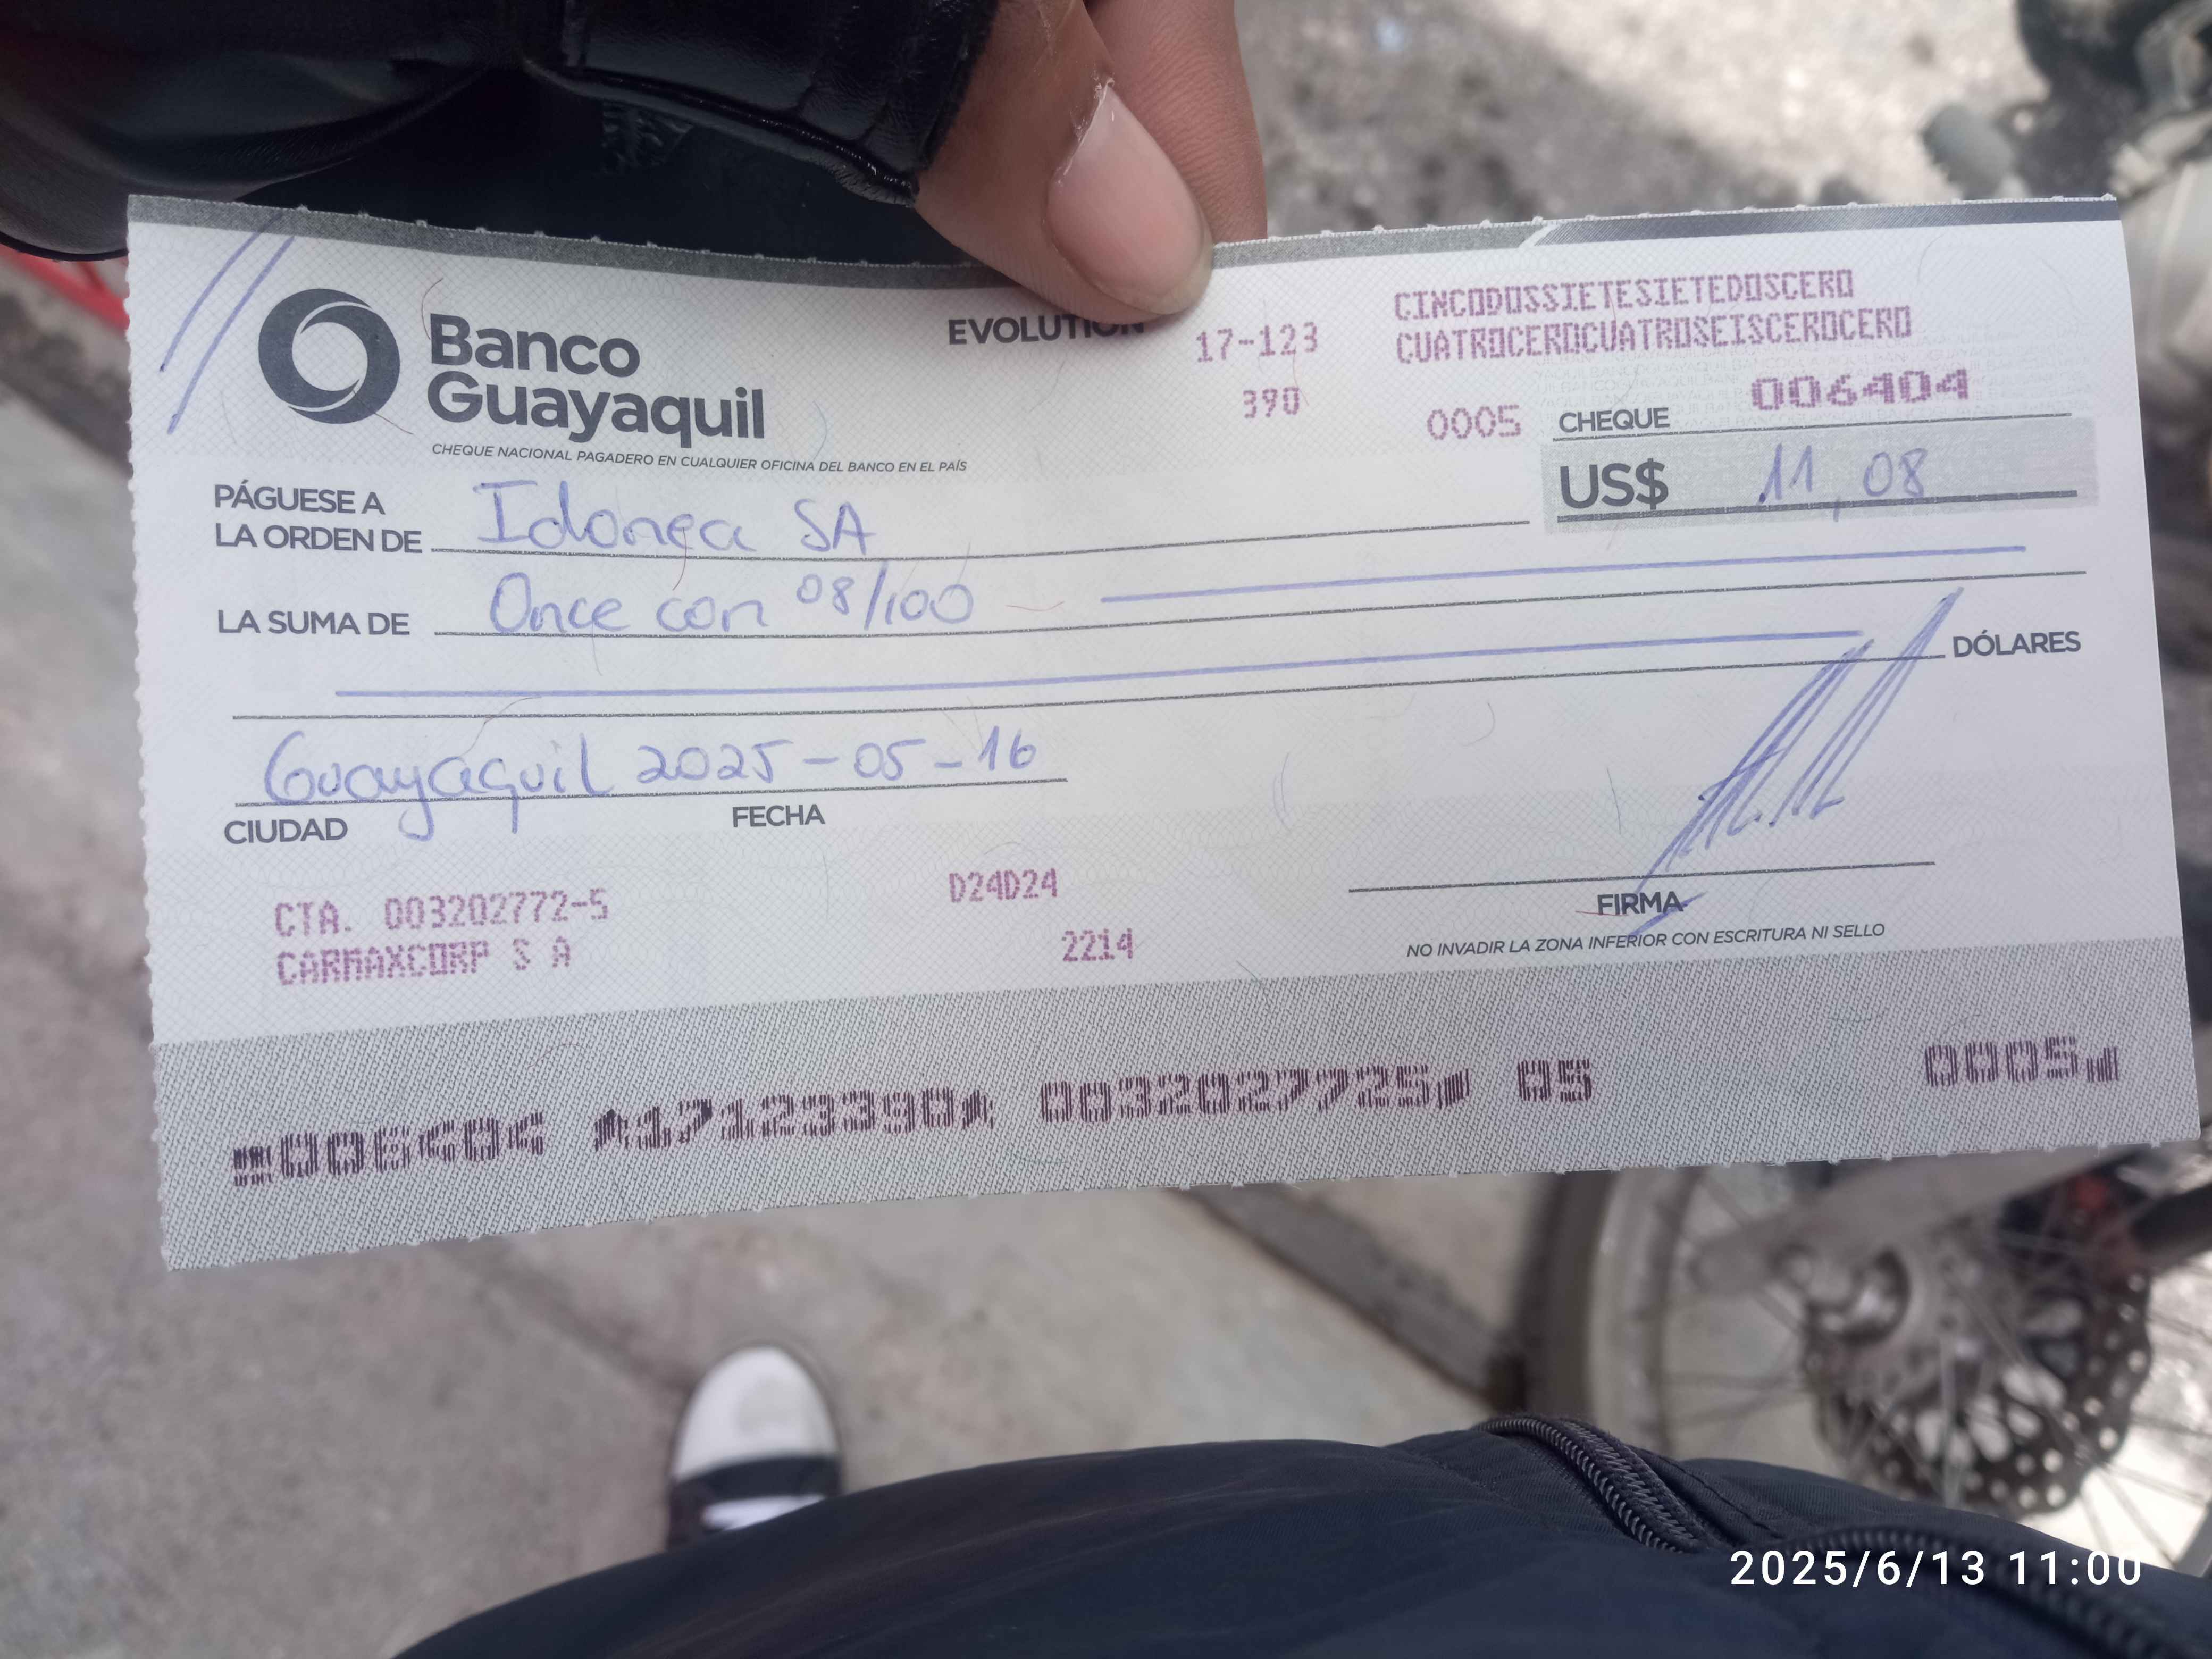 Banco
Guayaquil
CHEQUE NACIONAL PAGADERO EN CUALQUIER OFICINA DEL BANCO EN EL PAÍS
EVOLUTION
17-123
390
CINCODOSSIETESIETEDOSCERO
CUATROCEROCUATROSEISCEROCERO
0005 CHEQUE 006404
US$ 11,08
PÁGUESE A
LA ORDEN DE Idonea SA
LA SUMA DE Once con 08/100
DÓLARES
Guayaquil 2025-05-16
CIUDAD FECHA
CTA. 003202772-5
CARMAXCORP S A
D24D24
2214
FIRMA
NO INVADIR LA ZONA INFERIOR CON ESCRITURA NI SELLO
⑈006404 ⑆17123390⑆ 0032027725⑈ 05 0005⑈
2025/6/13 11:00